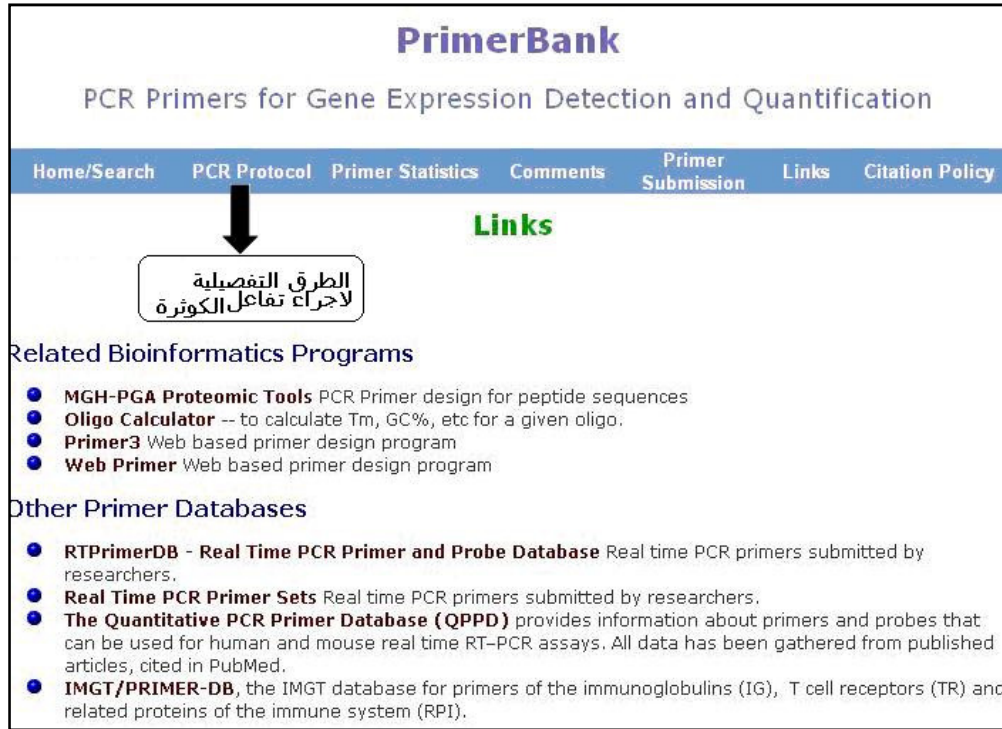 PrimerBank
PCR Primers for Gene Expression Detection and Quantification
Home/Search PCR Protocol Primer Statistics Comments Primer Submission Links Citation Policy
Links
الطرق التفصيلية
لاجراء تفاعل الكوثرة
Related Bioinformatics Programs
MGH-PGA Proteomic Tools PCR Primer design for peptide sequences
Oligo Calculator -- to calculate Tm, GC%, etc for a given oligo.
Primer3 Web based primer design program
Web Primer Web based primer design program
Other Primer Databases
RTPrimerDB - Real Time PCR Primer and Probe Database Real time PCR primers submitted by
researchers.
Real Time PCR Primer Sets Real time PCR primers submitted by researchers.
The Quantitative PCR Primer Database (QPPD) provides information about primers and probes that
can be used for human and mouse real time RT–PCR assays. All data has been gathered from published
articles, cited in PubMed.
IMGT/PRIMER-DB, the IMGT database for primers of the immunoglobulins (IG), T cell receptors (TR) and
related proteins of the immune system (RPI).